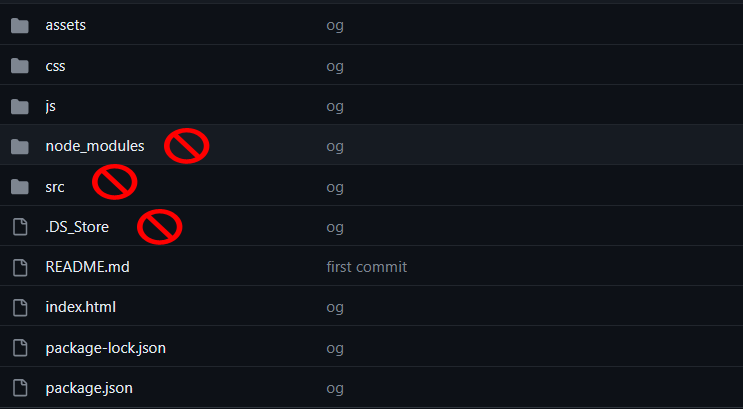 assets og
css og
js og
node_modules og
src og
.DS_Store og
README.md first commit
index.html og
package-lock.json og
package.json og